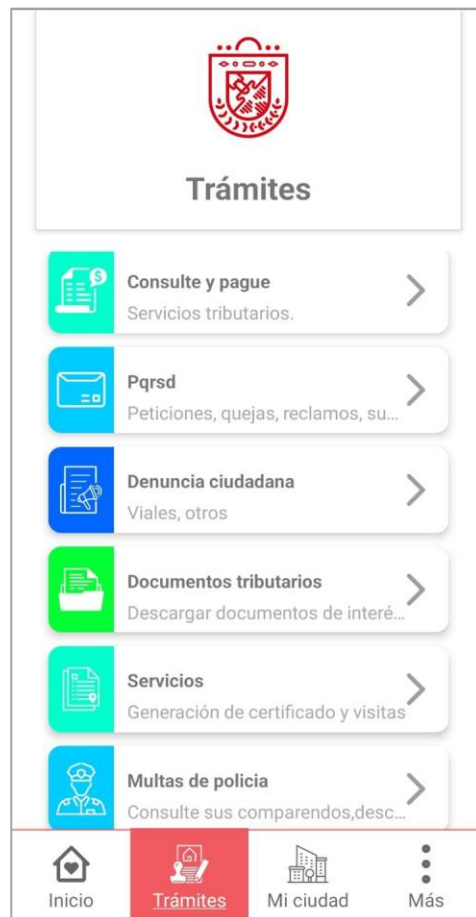 Trámites
Consulte y pague
Servicios tributarios.
Pqrsd
Peticiones, quejas, reclamos, su...
Denuncia ciudadana
Viales, otros
Documentos tributarios
Descargar documentos de interé...
Servicios
Generación de certificado y visitas
Multas de policia
Consulte sus comparendos,desc...
Inicio
Trámites
Mi ciudad
Más